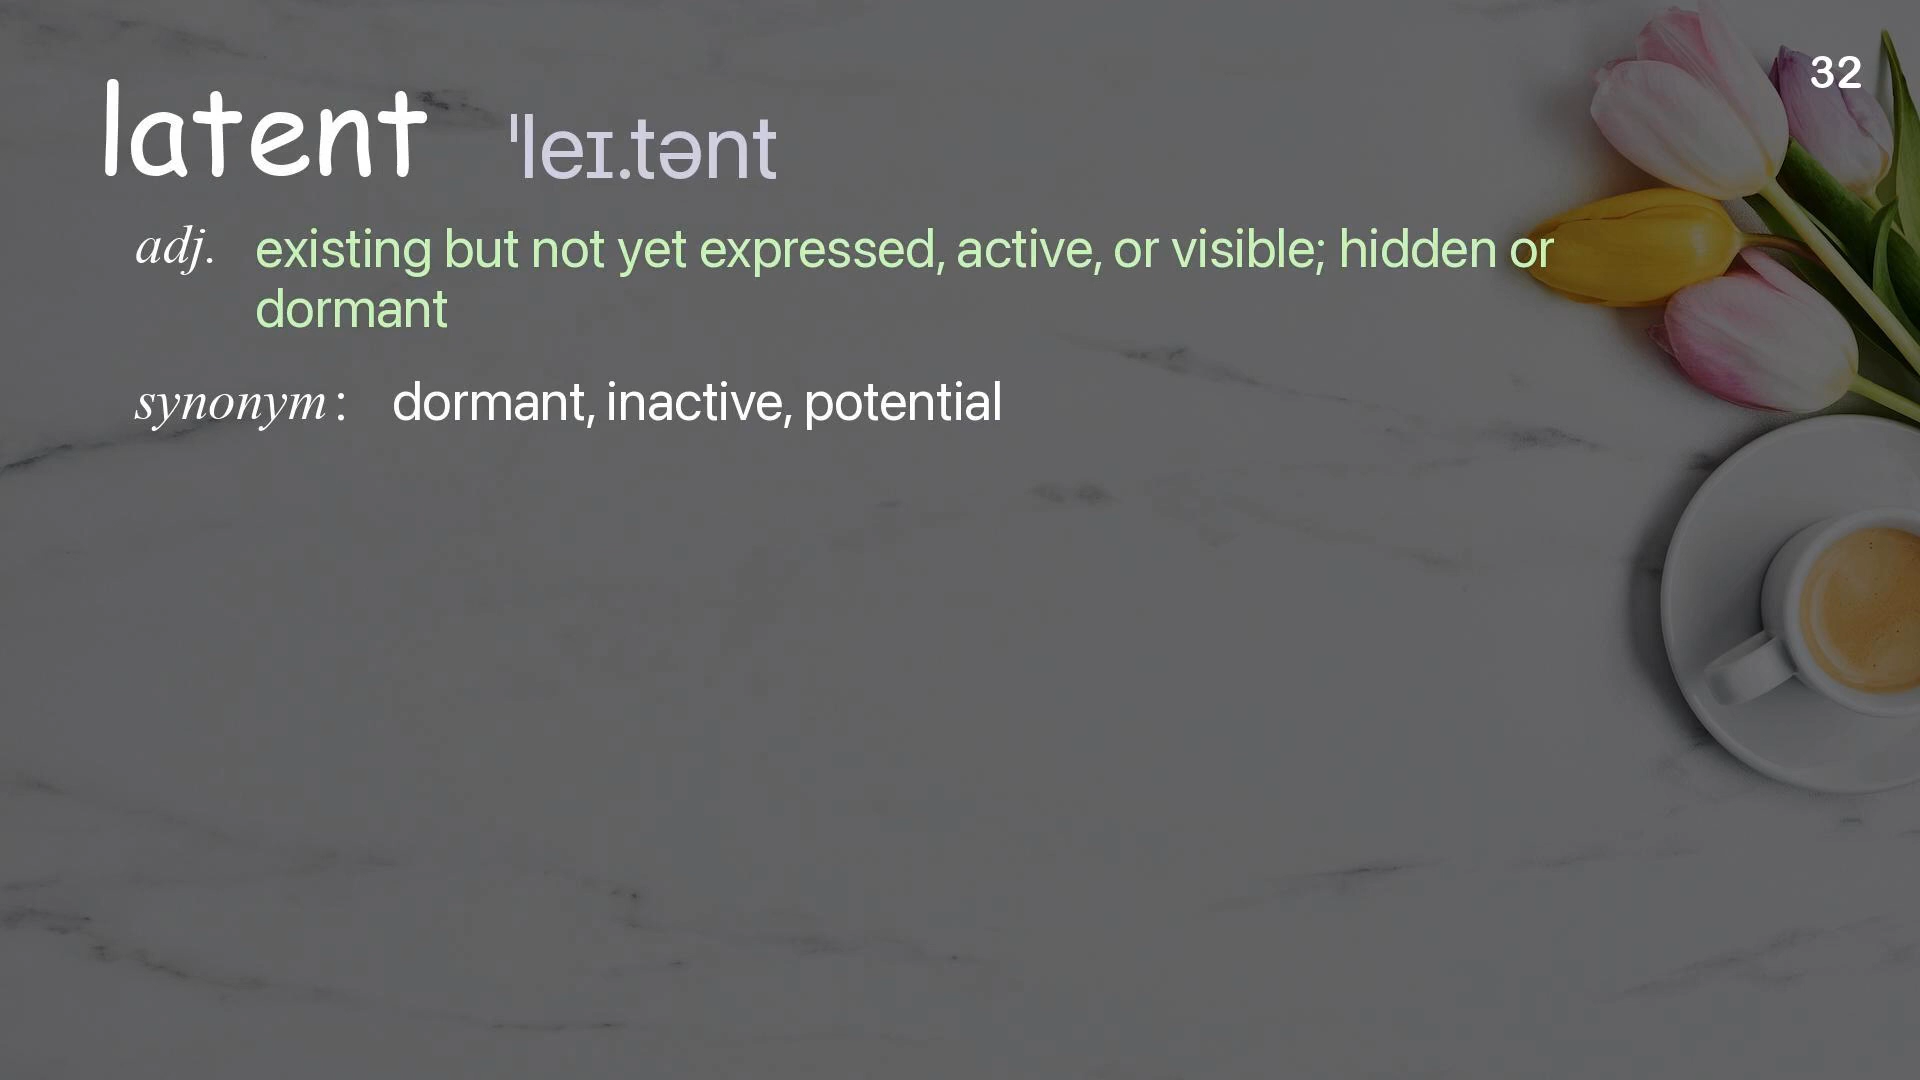 32
latent ˈleɪ.tənt
adj. existing but not yet expressed, active, or visible; hidden or
dormant
synonym: dormant, inactive, potential